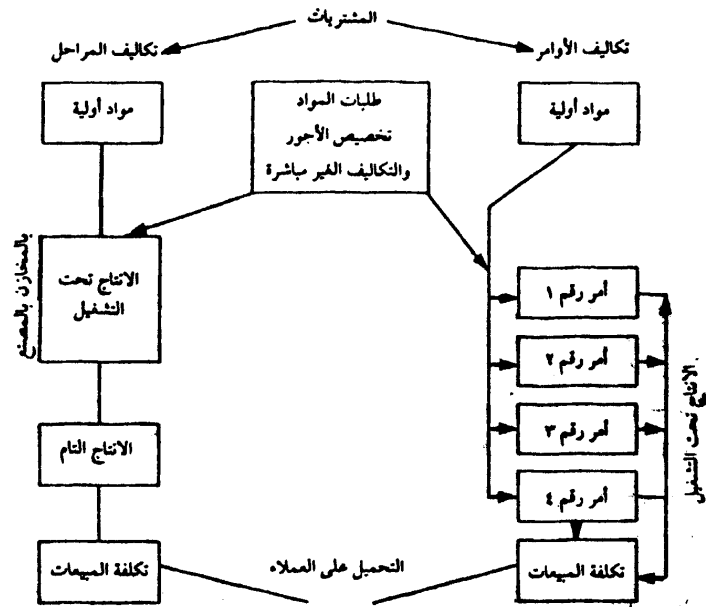 المشتريات
تكاليف الأوامر
تكاليف المراحل
مواد أولية
طلبات المواد
تخصيص الأجور
والتكاليف الغير مباشرة
مواد أولية
بالمخازن بالمصنع
الانتاج تحت
التشغيل
أمر رقم ١
أمر رقم ٢
أمر رقم ٣
أمر رقم ٤
الانتاج تحت التشغيل
الانتاج التام
تكلفة المبيعات
التحميل على العملاء
تكلفة المبيعات